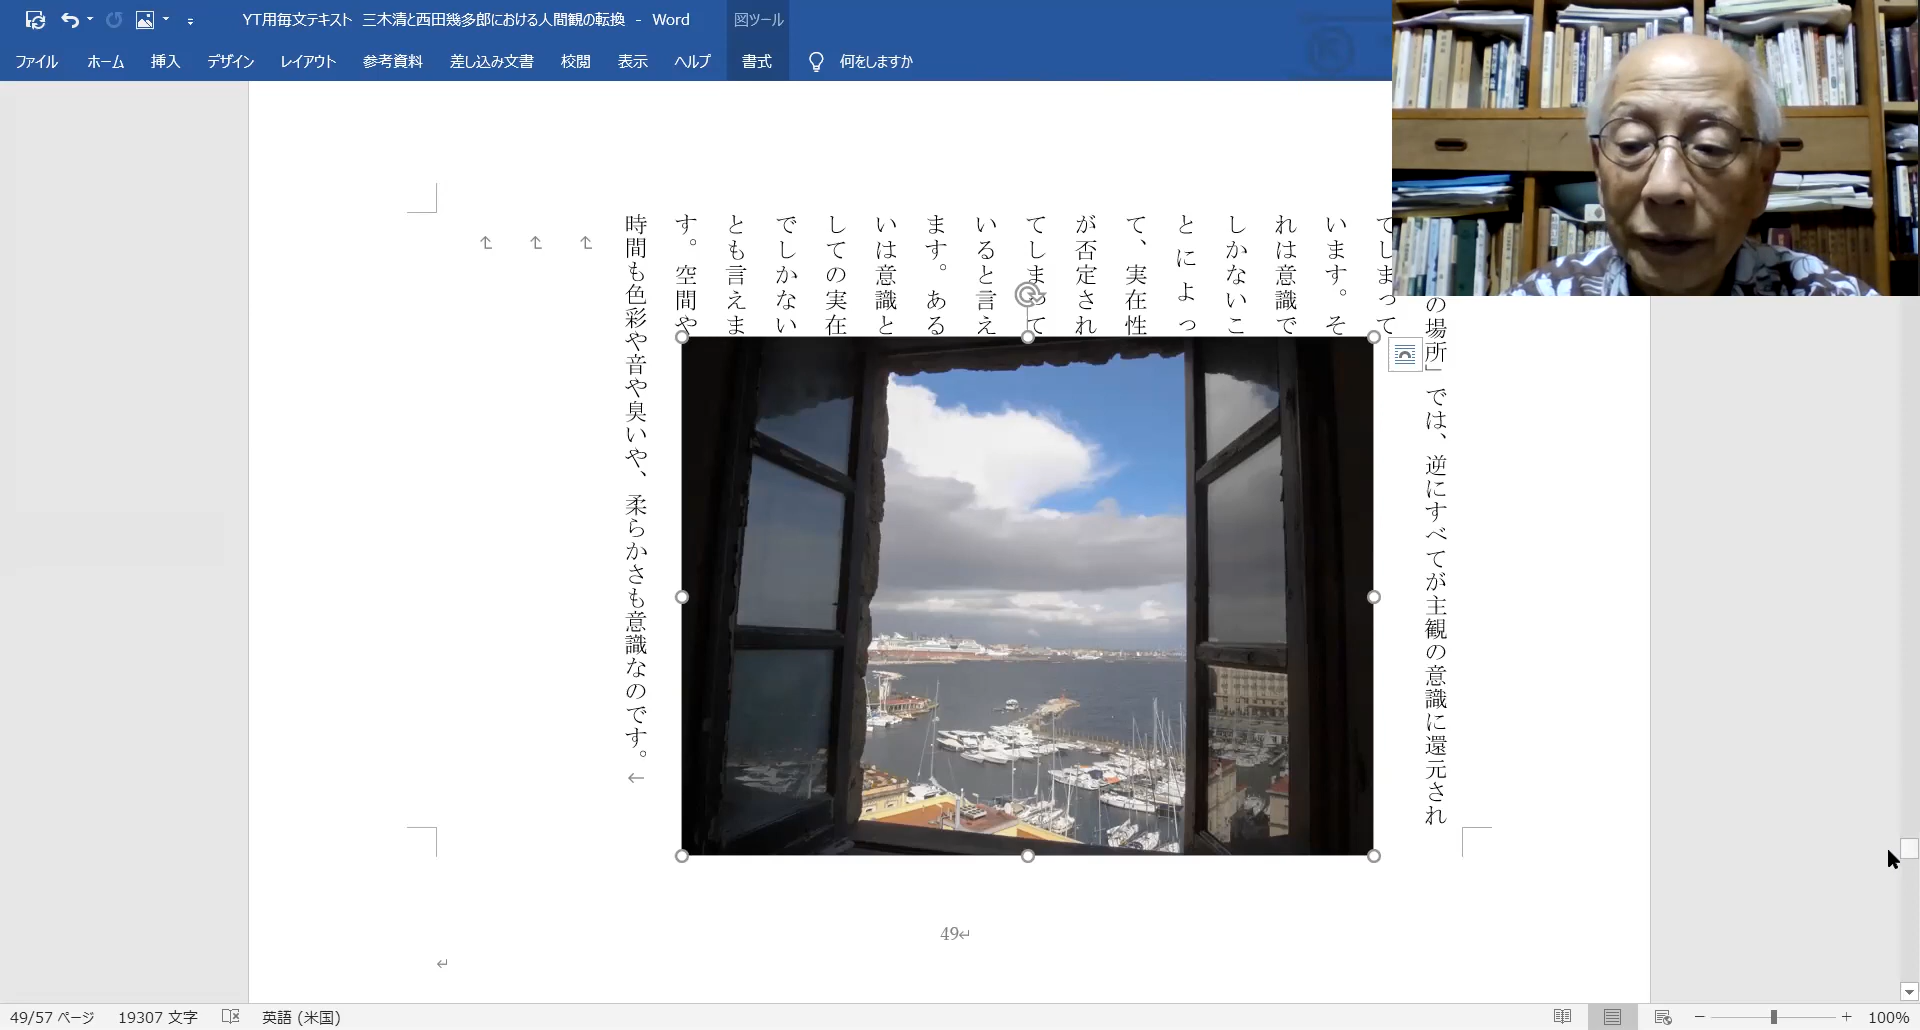 YT用毎文テキスト 三木清と西田幾多郎における人間観の転換 - Word
図ツール
ファイル ホーム 挿入 デザイン レイアウト 参考資料 差し込み文書 校閲 表示 ヘルプ 書式 何をしますか
の場所」では、逆にすべてが主観の意識に還元され
てしまって
います。そ
れは意識で
しかないこ
とによっ
て、実在性
が否定され
てしまって
いると言え
ます。ある
いは意識と
しての実在
でしかない
とも言えま
す。空間や
時間も色彩や音や臭いや、柔らかさも意識なのです。
49
49/57 ページ 19307 文字 英語 (米国) 100%